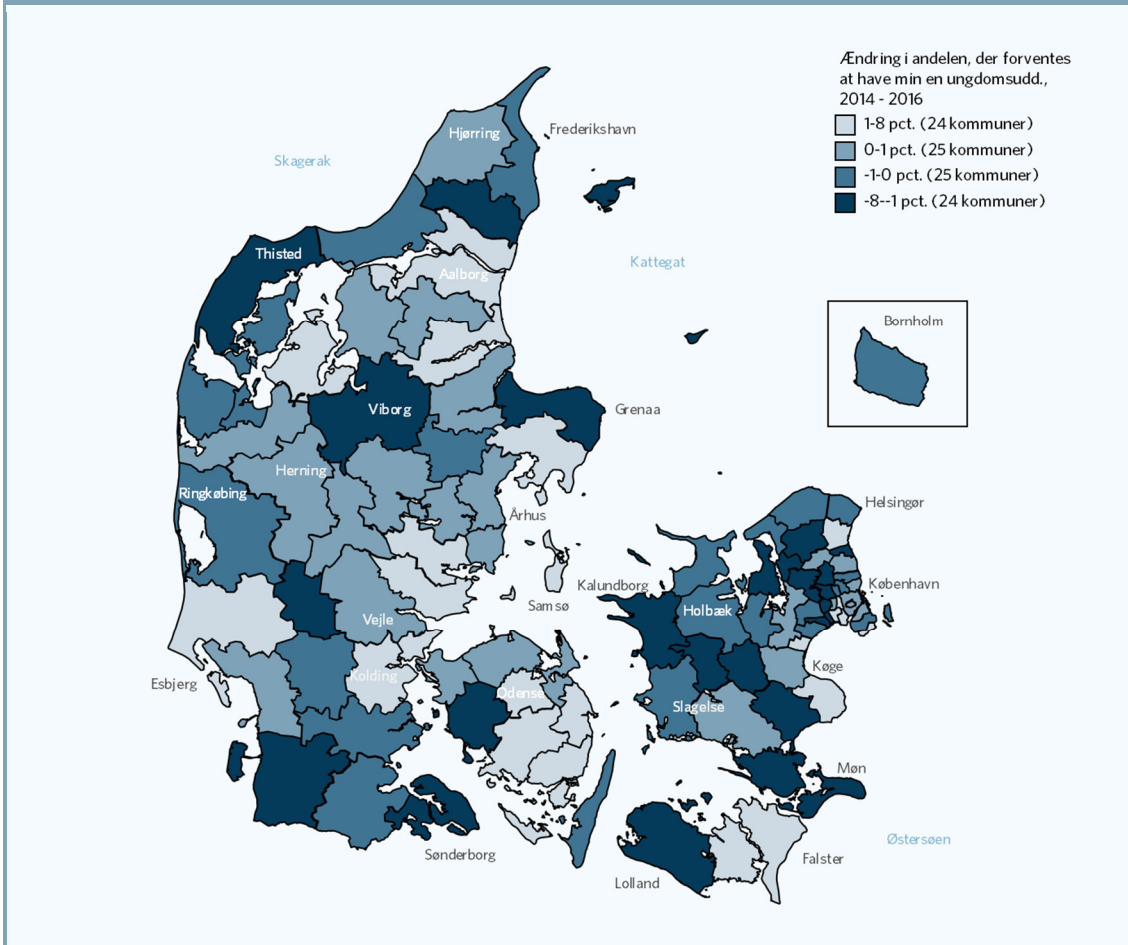 Ændring i andelen, der forventes
at have min en ungdomsudd.,
2014 - 2016
1-8 pct. (24 kommuner)
0-1 pct. (25 kommuner)
-1-0 pct. (25 kommuner)
-8--1 pct. (24 kommuner)
Hjørring
Frederikshavn
Skagerak
Thisted
Aalborg
Kattegat
Bornholm
Viborg
Grenaa
Herning
Ringkøbing
Århus
Helsingør
Kalundborg
København
Samsø
Holbæk
Vejle
Køge
Esbjerg
Kolding
Odense
Slagelse
Møn
Østersøen
Sønderborg
Falster
Lolland